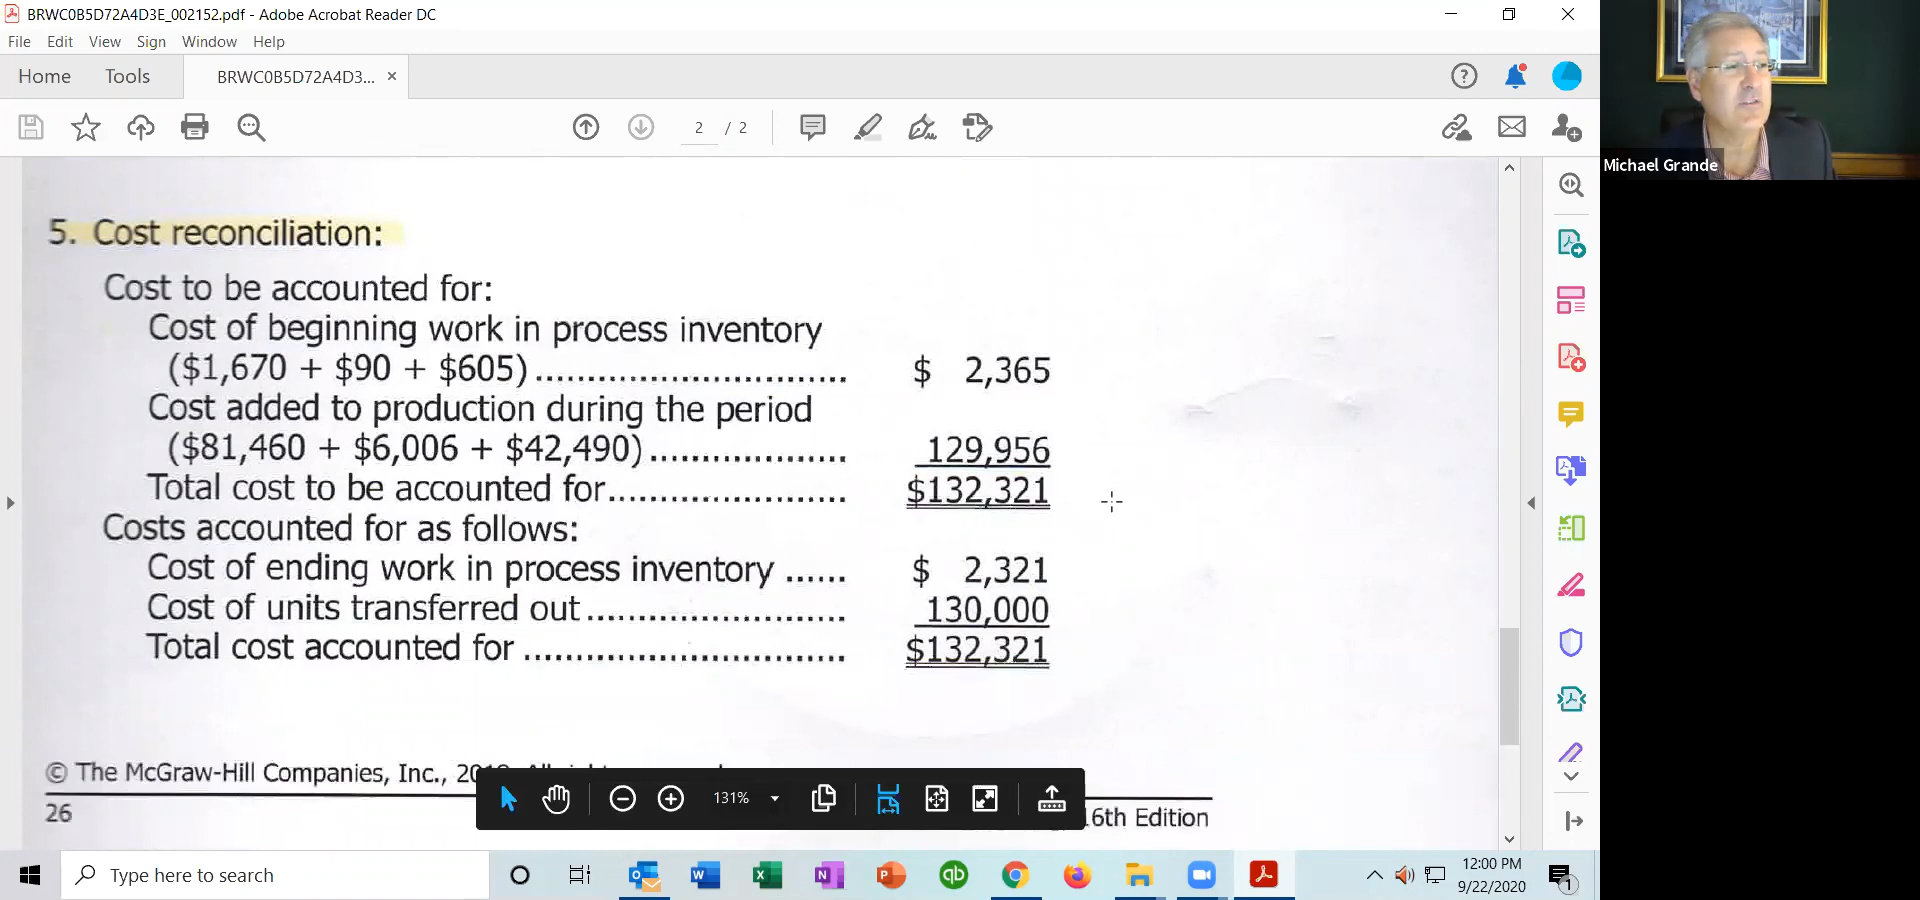 BRWC0B5D72A4D3E_002152.pdf - Adobe Acrobat Reader DC
File Edit View Sign Window Help
Home Tools BRWC0B5D72A4D3... ×
2 / 2
Michael Grande
5. Cost reconciliation:
Cost to be accounted for:
Cost of beginning work in process inventory
($1,670 + $90 + $605) .............................. $ 2,365
Cost added to production during the period
($81,460 + $6,006 + $42,490) ................... 129,956
Total cost to be accounted for ....................... $132,321
Costs accounted for as follows:
Cost of ending work in process inventory ...... $ 2,321
Cost of units transferred out ......................... 130,000
Total cost accounted for ............................... $132,321
© The McGraw-Hill Companies, Inc.,
26
16th Edition
131%
Type here to search
12:00 PM
9/22/2020
1